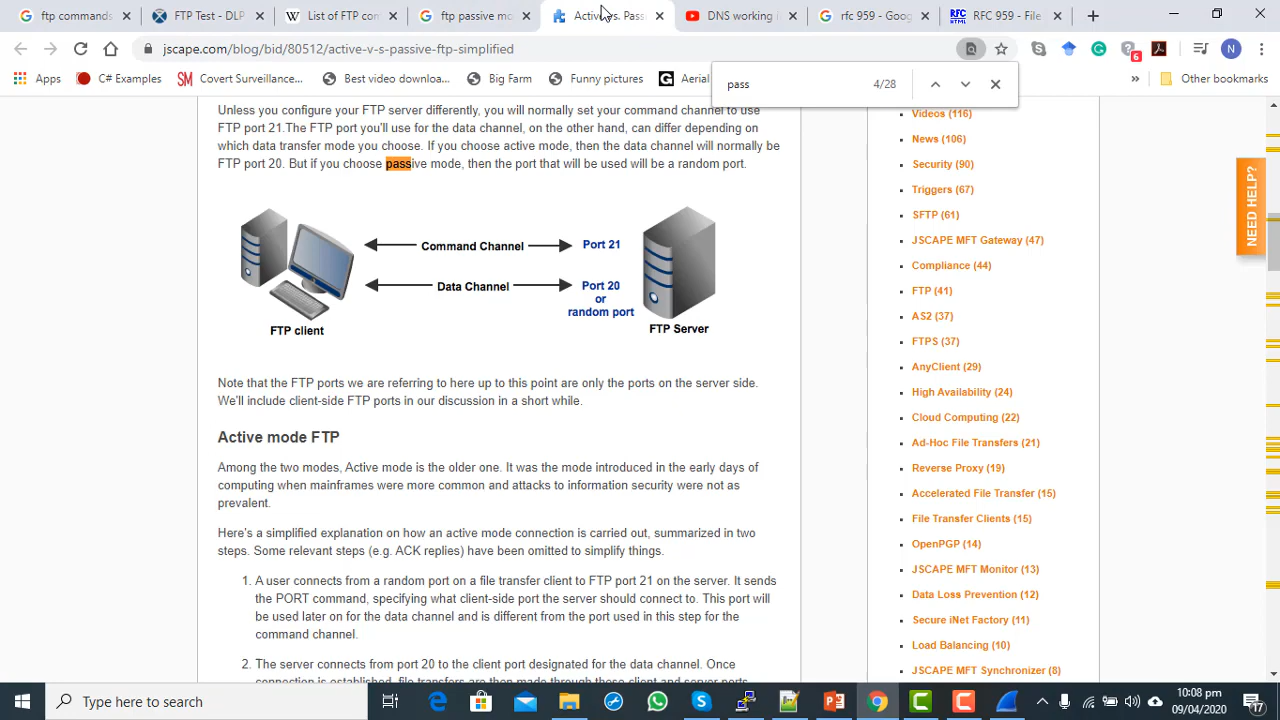 ftp commands
FTP Test - DLP
List of FTP con
ftp passive mo
Active vs. Pass
DNS working i
rfc 959 - Goog
RFC 959 - File
jscape.com/blog/bid/80512/active-v-s-passive-ftp-simplified
N
6
Apps
C# Examples
Covert Surveillance...
Best video downloa...
Big Farm
Funny pictures
Aerial
»
Other bookmarks
pass
4/28
Unless you configure your FTP server differently, you will normally set your command channel to use
FTP port 21.The FTP port you'll use for the data channel, on the other hand, can differ depending on
which data transfer mode you choose. If you choose active mode, then the data channel will normally be
FTP port 20. But if you choose passive mode, then the port that will be used will be a random port.
Command Channel
Port 21
Data Channel
Port 20
or
random port
FTP client
FTP Server
Note that the FTP ports we are referring to here up to this point are only the ports on the server side.
We'll include client-side FTP ports in our discussion in a short while.
Active mode FTP
Among the two modes, Active mode is the older one. It was the mode introduced in the early days of
computing when mainframes were more common and attacks to information security were not as
prevalent.
Here's a simplified explanation on how an active mode connection is carried out, summarized in two
steps. Some relevant steps (e.g. ACK replies) have been omitted to simplify things.
1. A user connects from a random port on a file transfer client to FTP port 21 on the server. It sends
the PORT command, specifying what client-side port the server should connect to. This port will
be used later on for the data channel and is different from the port used in this step for the
command channel.
2. The server connects from port 20 to the client port designated for the data channel. Once
connection is established, file transfers are then made through these client and server ports.
Videos (116)
News (106)
Security (90)
Triggers (67)
SFTP (61)
JSCAPE MFT Gateway (47)
Compliance (44)
FTP (41)
AS2 (37)
FTPS (37)
AnyClient (29)
High Availability (24)
Cloud Computing (22)
Ad-Hoc File Transfers (21)
Reverse Proxy (19)
Accelerated File Transfer (15)
File Transfer Clients (15)
OpenPGP (14)
JSCAPE MFT Monitor (13)
Data Loss Prevention (12)
Secure iNet Factory (11)
Load Balancing (10)
JSCAPE MFT Synchronizer (8)
NEED HELP?
Type here to search
10:08 pm
09/04/2020
17